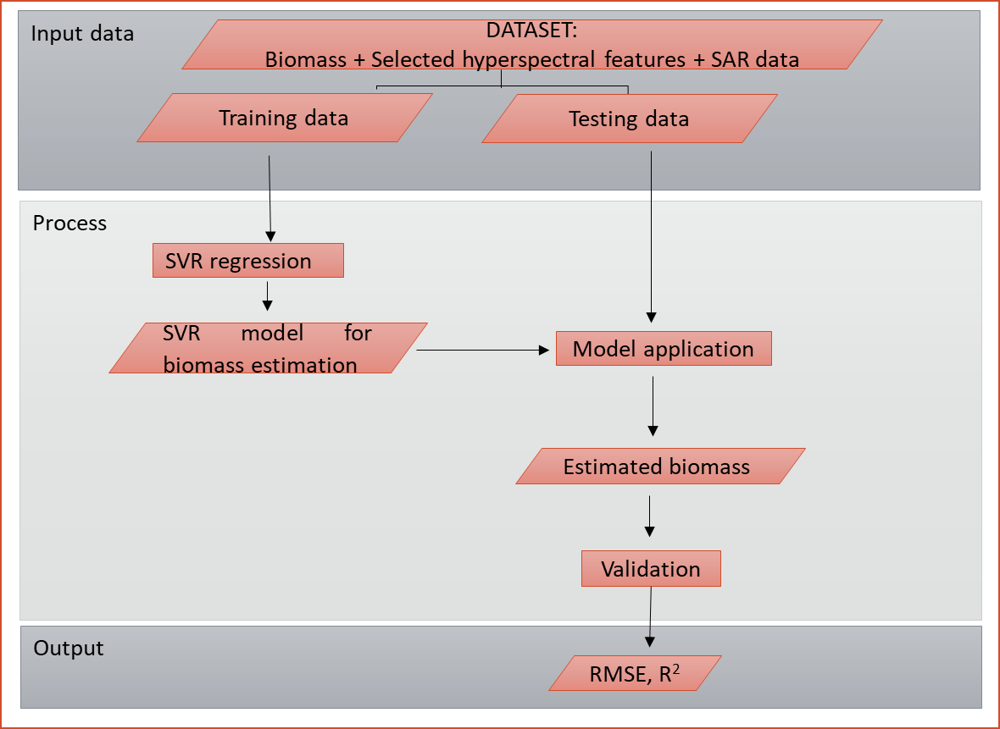 Input data
DATASET:
Biomass + Selected hyperspectral features + SAR data
Training data
Testing data
Process
SVR regression
SVR model for
biomass estimation
Model application
Estimated biomass
Validation
Output
RMSE, R²